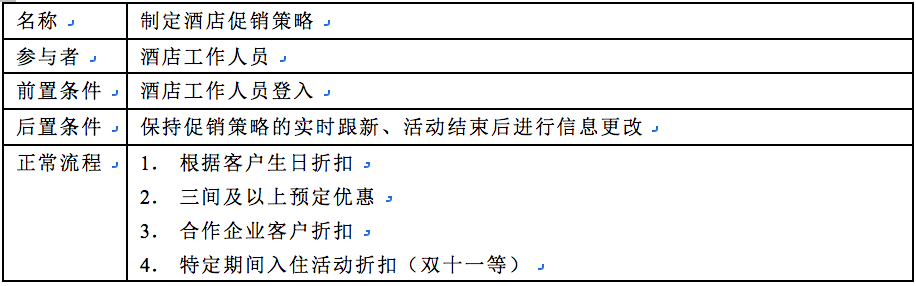 名称 制定酒店促销策略
参与者 酒店工作人员
前置条件 酒店工作人员登入
后置条件 保持促销策略的实时跟新、活动结束后进行信息更改
正常流程 1. 根据客户生日折扣
2. 三间及以上预定优惠
3. 合作企业客户折扣
4. 特定期间入住活动折扣（双十一等）